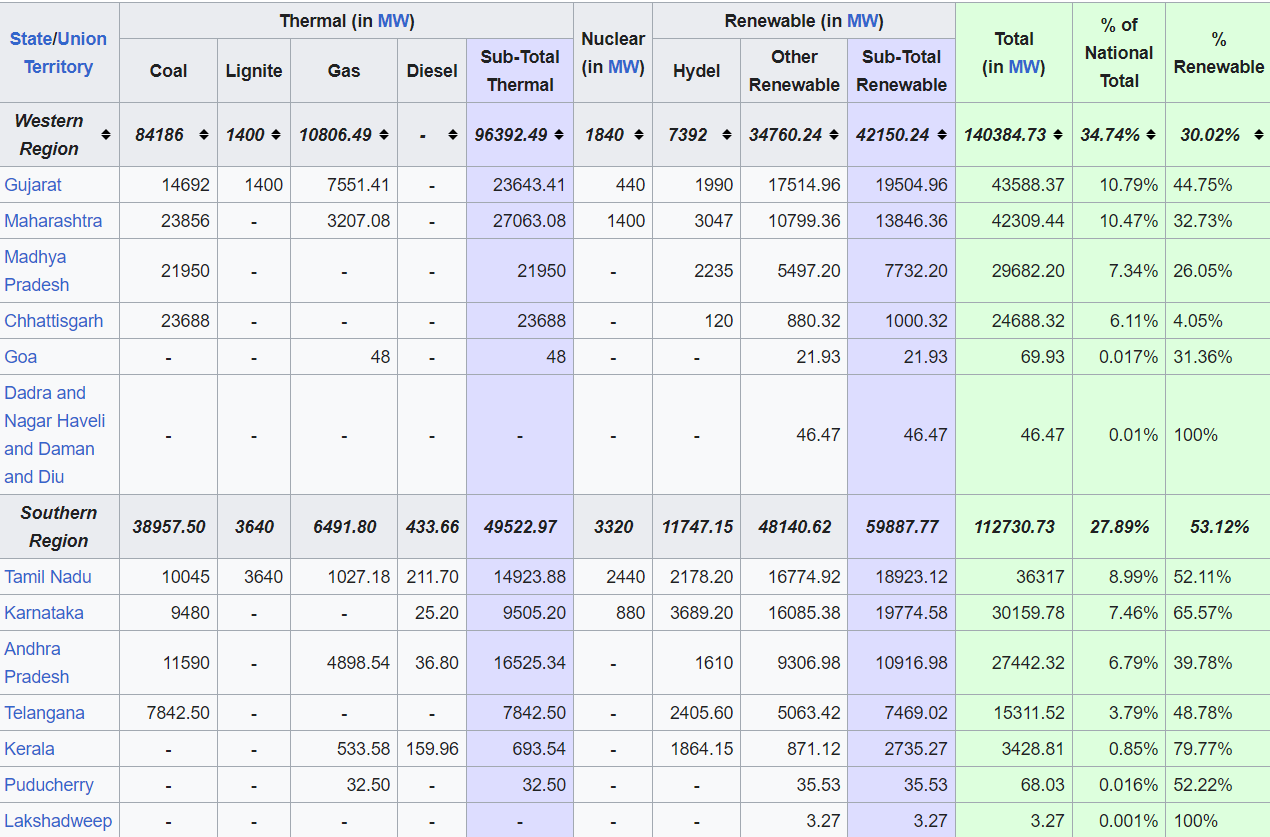 State/Union Territory Thermal (in MW) Nuclear (in MW) Renewable (in MW) Total (in MW) % of National Total % Renewable
Coal Lignite Gas Diesel Sub-Total Thermal Hydel Other Renewable Sub-Total Renewable
Western Region 84186 1400 10806.49 - 96392.49 1840 7392 34760.24 42150.24 140384.73 34.74% 30.02%
Gujarat 14692 1400 7551.41 - 23643.41 440 1990 17514.96 19504.96 43588.37 10.79% 44.75%
Maharashtra 23856 - 3207.08 - 27063.08 1400 3047 10799.36 13846.36 42309.44 10.47% 32.73%
Madhya Pradesh 21950 - - - 21950 - 2235 5497.20 7732.20 29682.20 7.34% 26.05%
Chhattisgarh 23688 - - - 23688 - 120 880.32 1000.32 24688.32 6.11% 4.05%
Goa - - 48 - 48 - - 21.93 21.93 69.93 0.017% 31.36%
Dadra and Nagar Haveli and Daman and Diu - - - - - - - 46.47 46.47 46.47 0.01% 100%
Southern Region 38957.50 3640 6491.80 433.66 49522.97 3320 11747.15 48140.62 59887.77 112730.73 27.89% 53.12%
Tamil Nadu 10045 3640 1027.18 211.70 14923.88 2440 2178.20 16774.92 18923.12 36317 8.99% 52.11%
Karnataka 9480 - - 25.20 9505.20 880 3689.20 16085.38 19774.58 30159.78 7.46% 65.57%
Andhra Pradesh 11590 - 4898.54 36.80 16525.34 - 1610 9306.98 10916.98 27442.32 6.79% 39.78%
Telangana 7842.50 - - - 7842.50 - 2405.60 5063.42 7469.02 15311.52 3.79% 48.78%
Kerala - - 533.58 159.96 693.54 - 1864.15 871.12 2735.27 3428.81 0.85% 79.77%
Puducherry - - 32.50 - 32.50 - - 35.53 35.53 68.03 0.016% 52.22%
Lakshadweep - - - - - - - 3.27 3.27 3.27 0.001% 100%